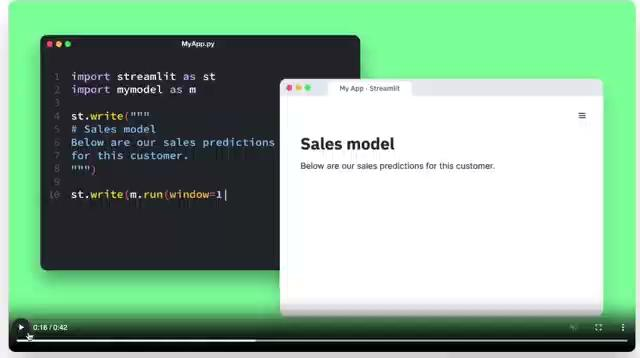 MyApp.py
1 import streamlit as st
2 import mymodel as m
3
4 st.write("""
5 # Sales model
6 Below are our sales predictions
7 for this customer.
8 """)
9
10 st.write(m.run(window=1
My App · Streamlit
Sales model
Below are our sales predictions for this customer.
0:16 / 0:42